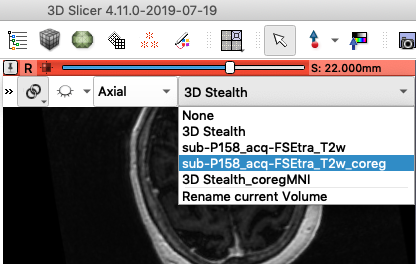 3D Slicer 4.11.0-2019-07-19
R
S: 22.000mm
» Axial 3D Stealth
None
3D Stealth
sub-P158_acq-FSEtra_T2w
sub-P158_acq-FSEtra_T2w_coreg
3D Stealth_coregMNI
Rename current Volume